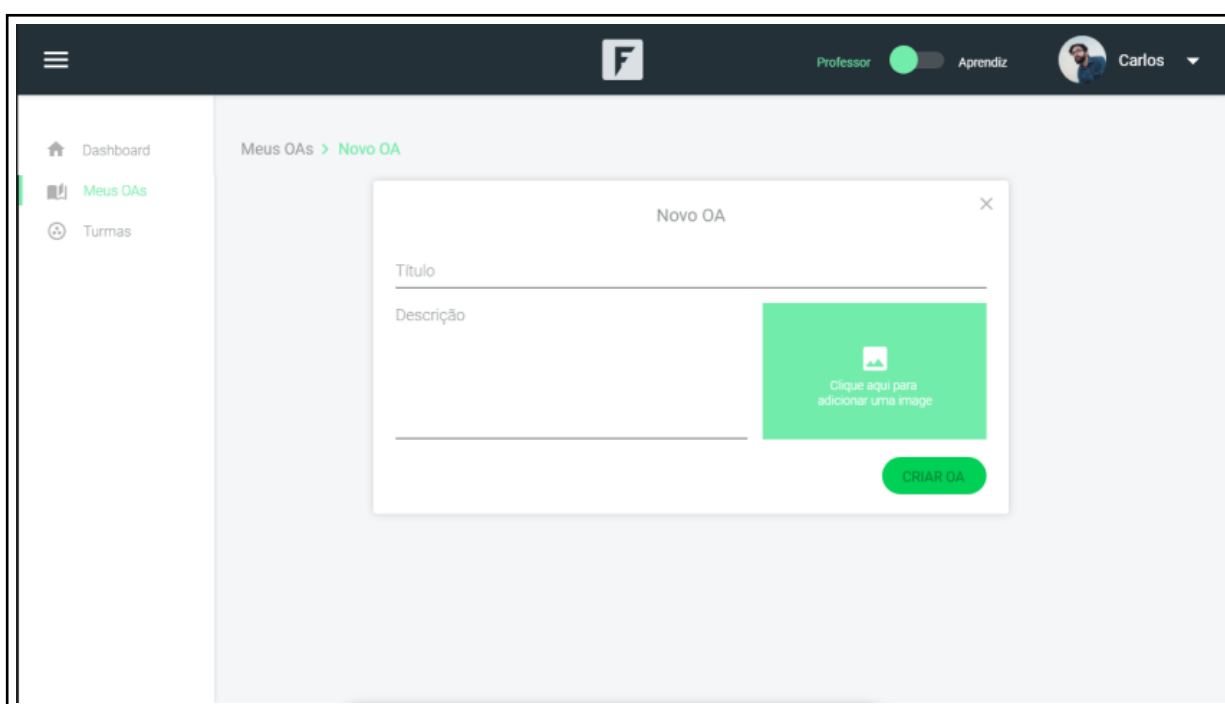 F
Professor
Aprendiz
Carlos
Dashboard
Meus OAs
Turmas
Meus OAs > Novo OA
Novo OA
Título
Descrição
Clique aqui para
adicionar uma image
CRIAR OA